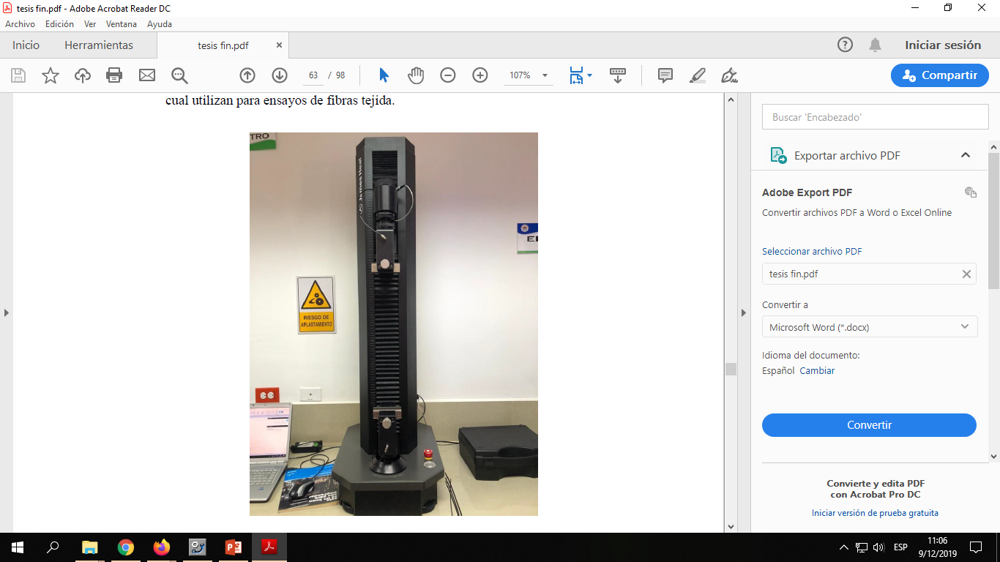 tesis fin.pdf - Adobe Acrobat Reader DC
Archivo Edición Ver Ventana Ayuda
Inicio Herramientas tesis fin.pdf Iniciar sesión
63 / 98 107% Compartir
cual utilizan para ensayos de fibras tejida.
TRO
James Heal
RIESGO DE
APLASTAMIENTO
Buscar 'Encabezado'
Exportar archivo PDF
Adobe Export PDF
Convertir archivos PDF a Word o Excel Online
Seleccionar archivo PDF
tesis fin.pdf
Convertir a
Microsoft Word (*.docx)
Idioma del documento:
Español Cambiar
Convertir
Convierte y edita PDF
con Acrobat Pro DC
Iniciar versión de prueba gratuita
ESP
11:06
9/12/2019